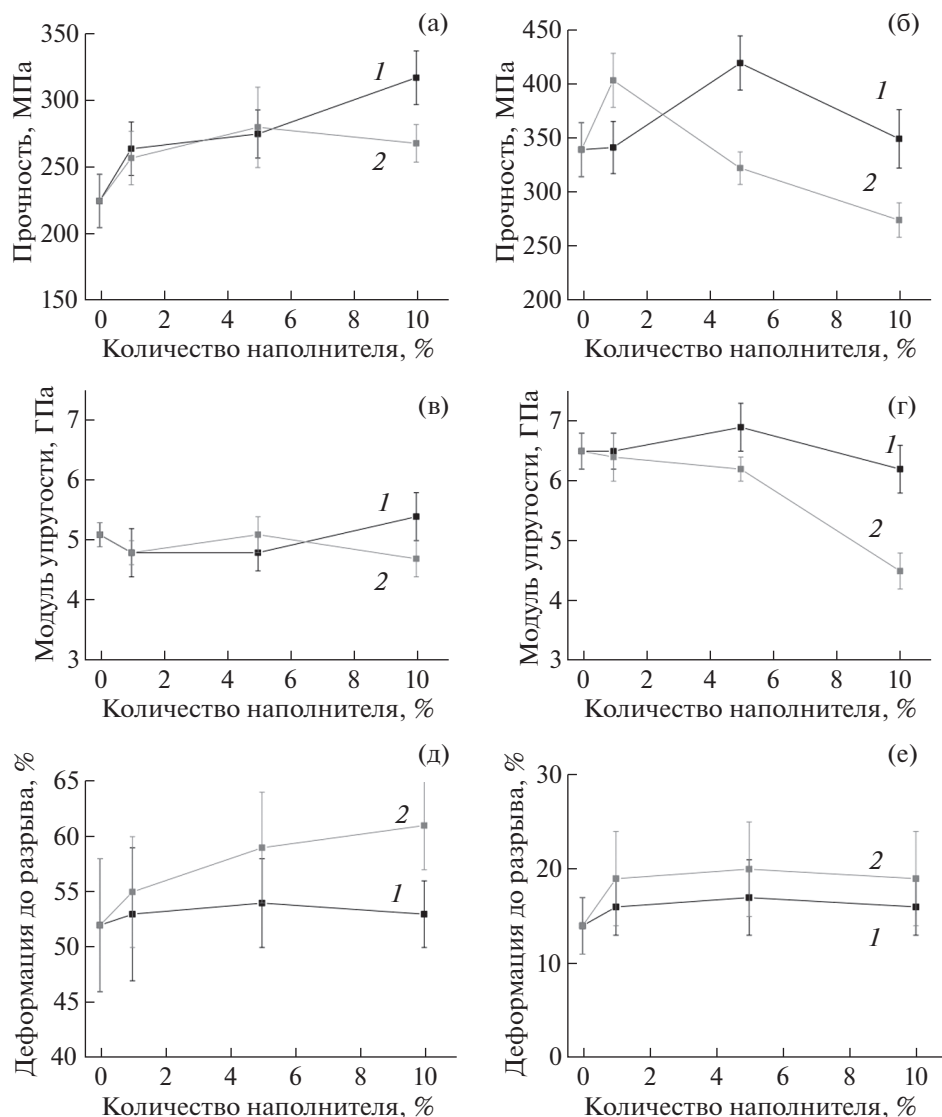 (а)
Прочность, МПа
350
300
250
200
150
1
2
0 2 4 6 8 10
Количество наполнителя, %
(б)
Прочность, МПа
450
400
350
300
250
200
1
2
0 2 4 6 8 10
Количество наполнителя, %
(в)
Модуль упругости, ГПа
7
6
5
4
3
1
2
0 2 4 6 8 10
Количество наполнителя, %
(г)
Модуль упругости, ГПа
7
6
5
4
3
1
2
0 2 4 6 8 10
Количество наполнителя, %
(д)
Деформация до разрыва, %
65
60
55
50
45
40
2
1
0 2 4 6 8 10
Количество наполнителя, %
(е)
Деформация до разрыва, %
30
20
10
0
2
1
0 2 4 6 8 10
Количество наполнителя, %